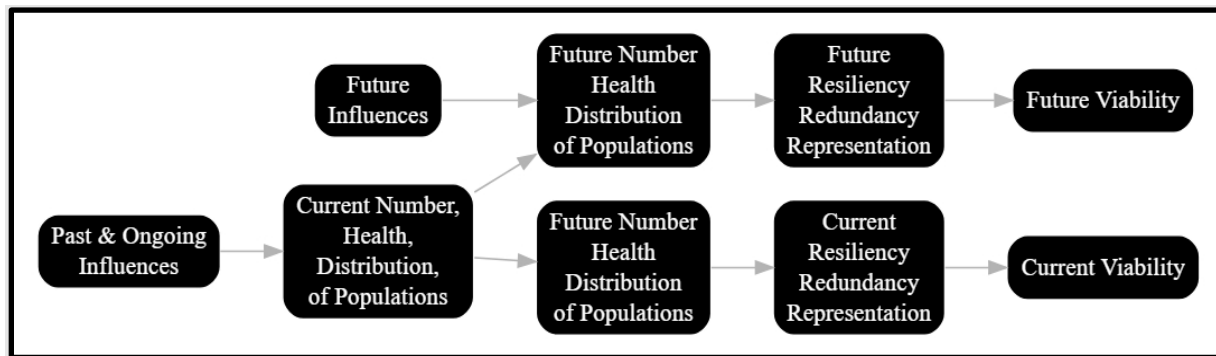 Future
Influences
Future Number
Health
Distribution
of Populations
Future
Resiliency
Redundancy
Representation
Future Viability
Past & Ongoing
Influences
Current Number,
Health,
Distribution,
of Populations
Future Number
Health
Distribution
of Populations
Current
Resiliency
Redundancy
Representation
Current Viability